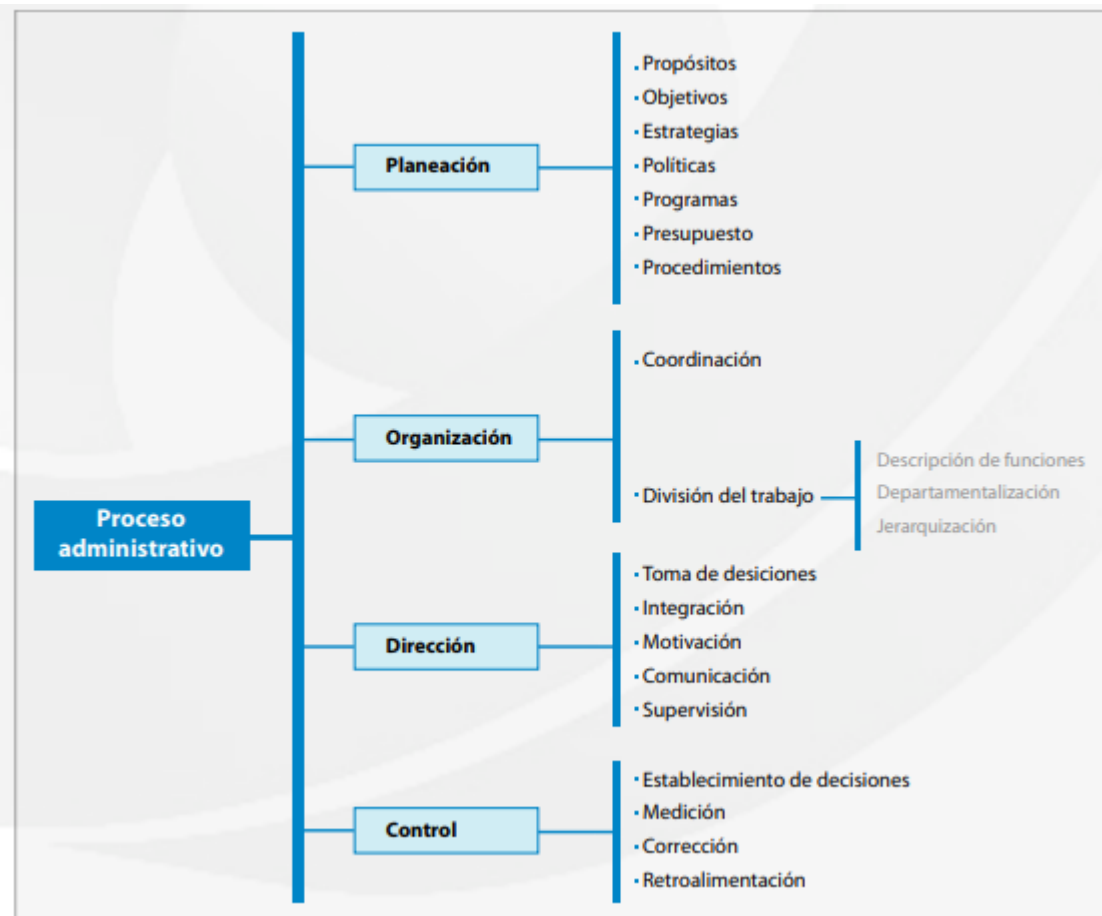 Proceso
administrativo
Planeación
Propósitos
Objetivos
Estrategias
Políticas
Programas
Presupuesto
Procedimientos
Organización
Coordinación
División del trabajo
Descripción de funciones
Departamentalización
Jerarquización
Dirección
Toma de desiciones
Integración
Motivación
Comunicación
Supervisión
Control
Establecimiento de decisiones
Medición
Corrección
Retroalimentación